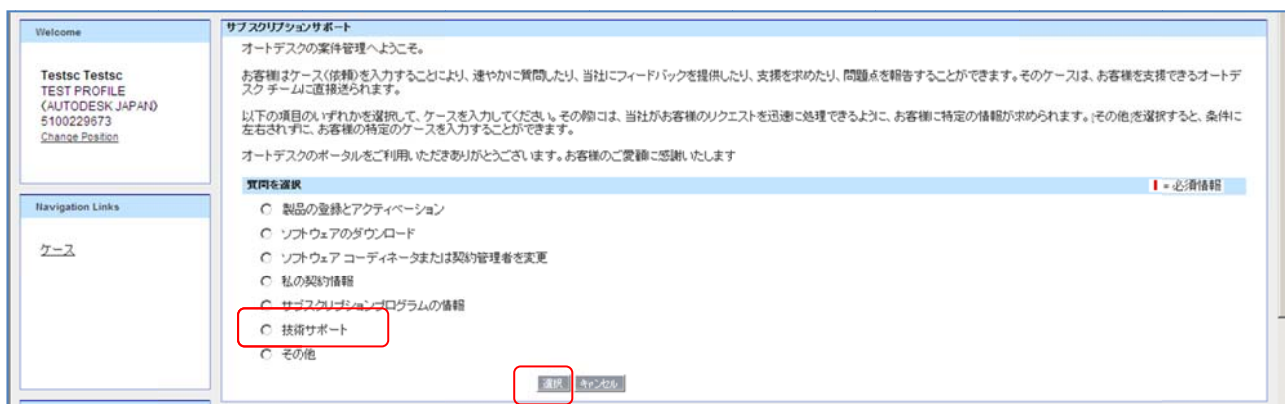 Welcome
Testsc Testsc
TEST PROFILE
(AUTODESK JAPAN)
5100229673
Change Position
Navigation Links
ケース
サブスクリプションサポート
オートデスクの案件管理へようこそ。
お客様はケース(依頼)を入力することにより、速やかに質問したり、当社にフィードバックを提供したり、支援を求めたり、問題点を報告することができます。そのケースは、お客様を支援できるオートデ
スク チームに直接送られます。
以下の項目のいずれかを選択して、ケースを入力してください。その際には、当社がお客様のリクエストを迅速に処理できるように、お客様に特定の情報が求められます。「その他」を選択すると、条件に
左右されずに、お客様の特定のケースを入力することができます。
オートデスクのポータルをご利用いただきありがとうございます。お客様のご愛顧に感謝いたします
質問を選択
= 必須情報
製品の登録とアクティベーション
ソフトウェアのダウンロード
ソフトウェア コーディネータまたは契約管理者を変更
私の契約情報
サブスクリプションプログラムの情報
技術サポート
その他
選択 キャンセル